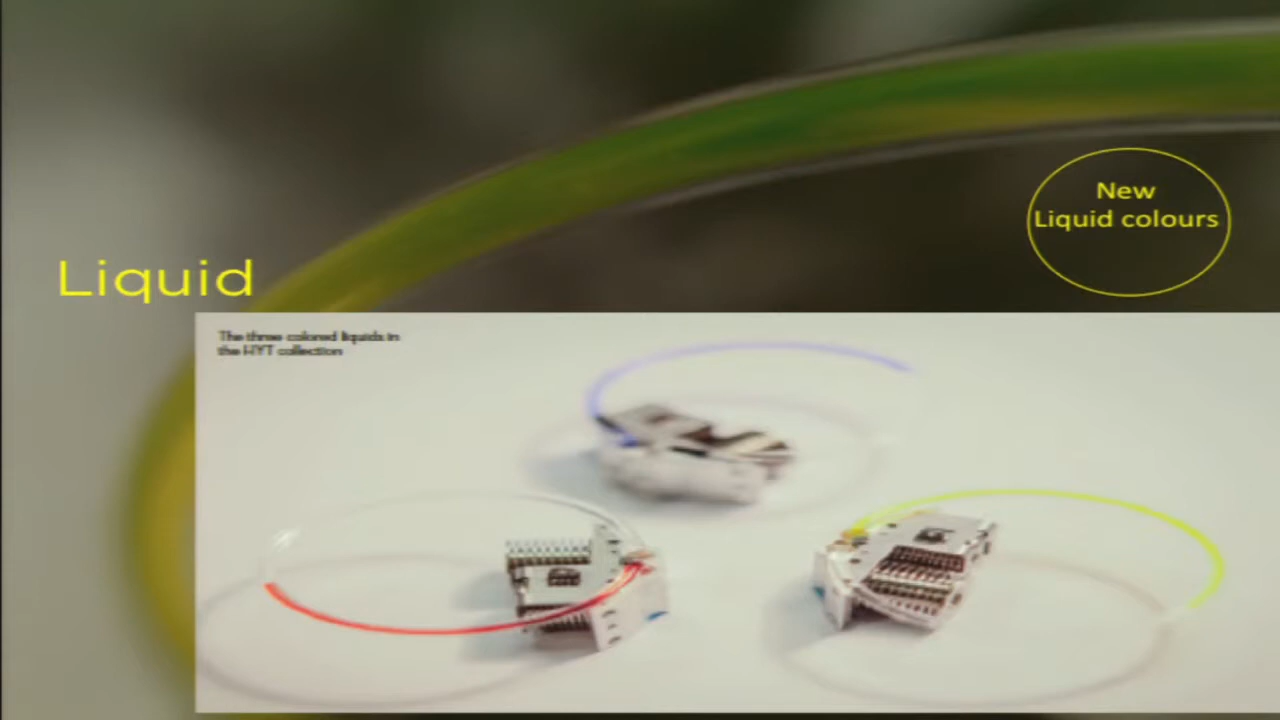 New
Liquid colours
Liquid
The three colored liquids in
the HYT collection